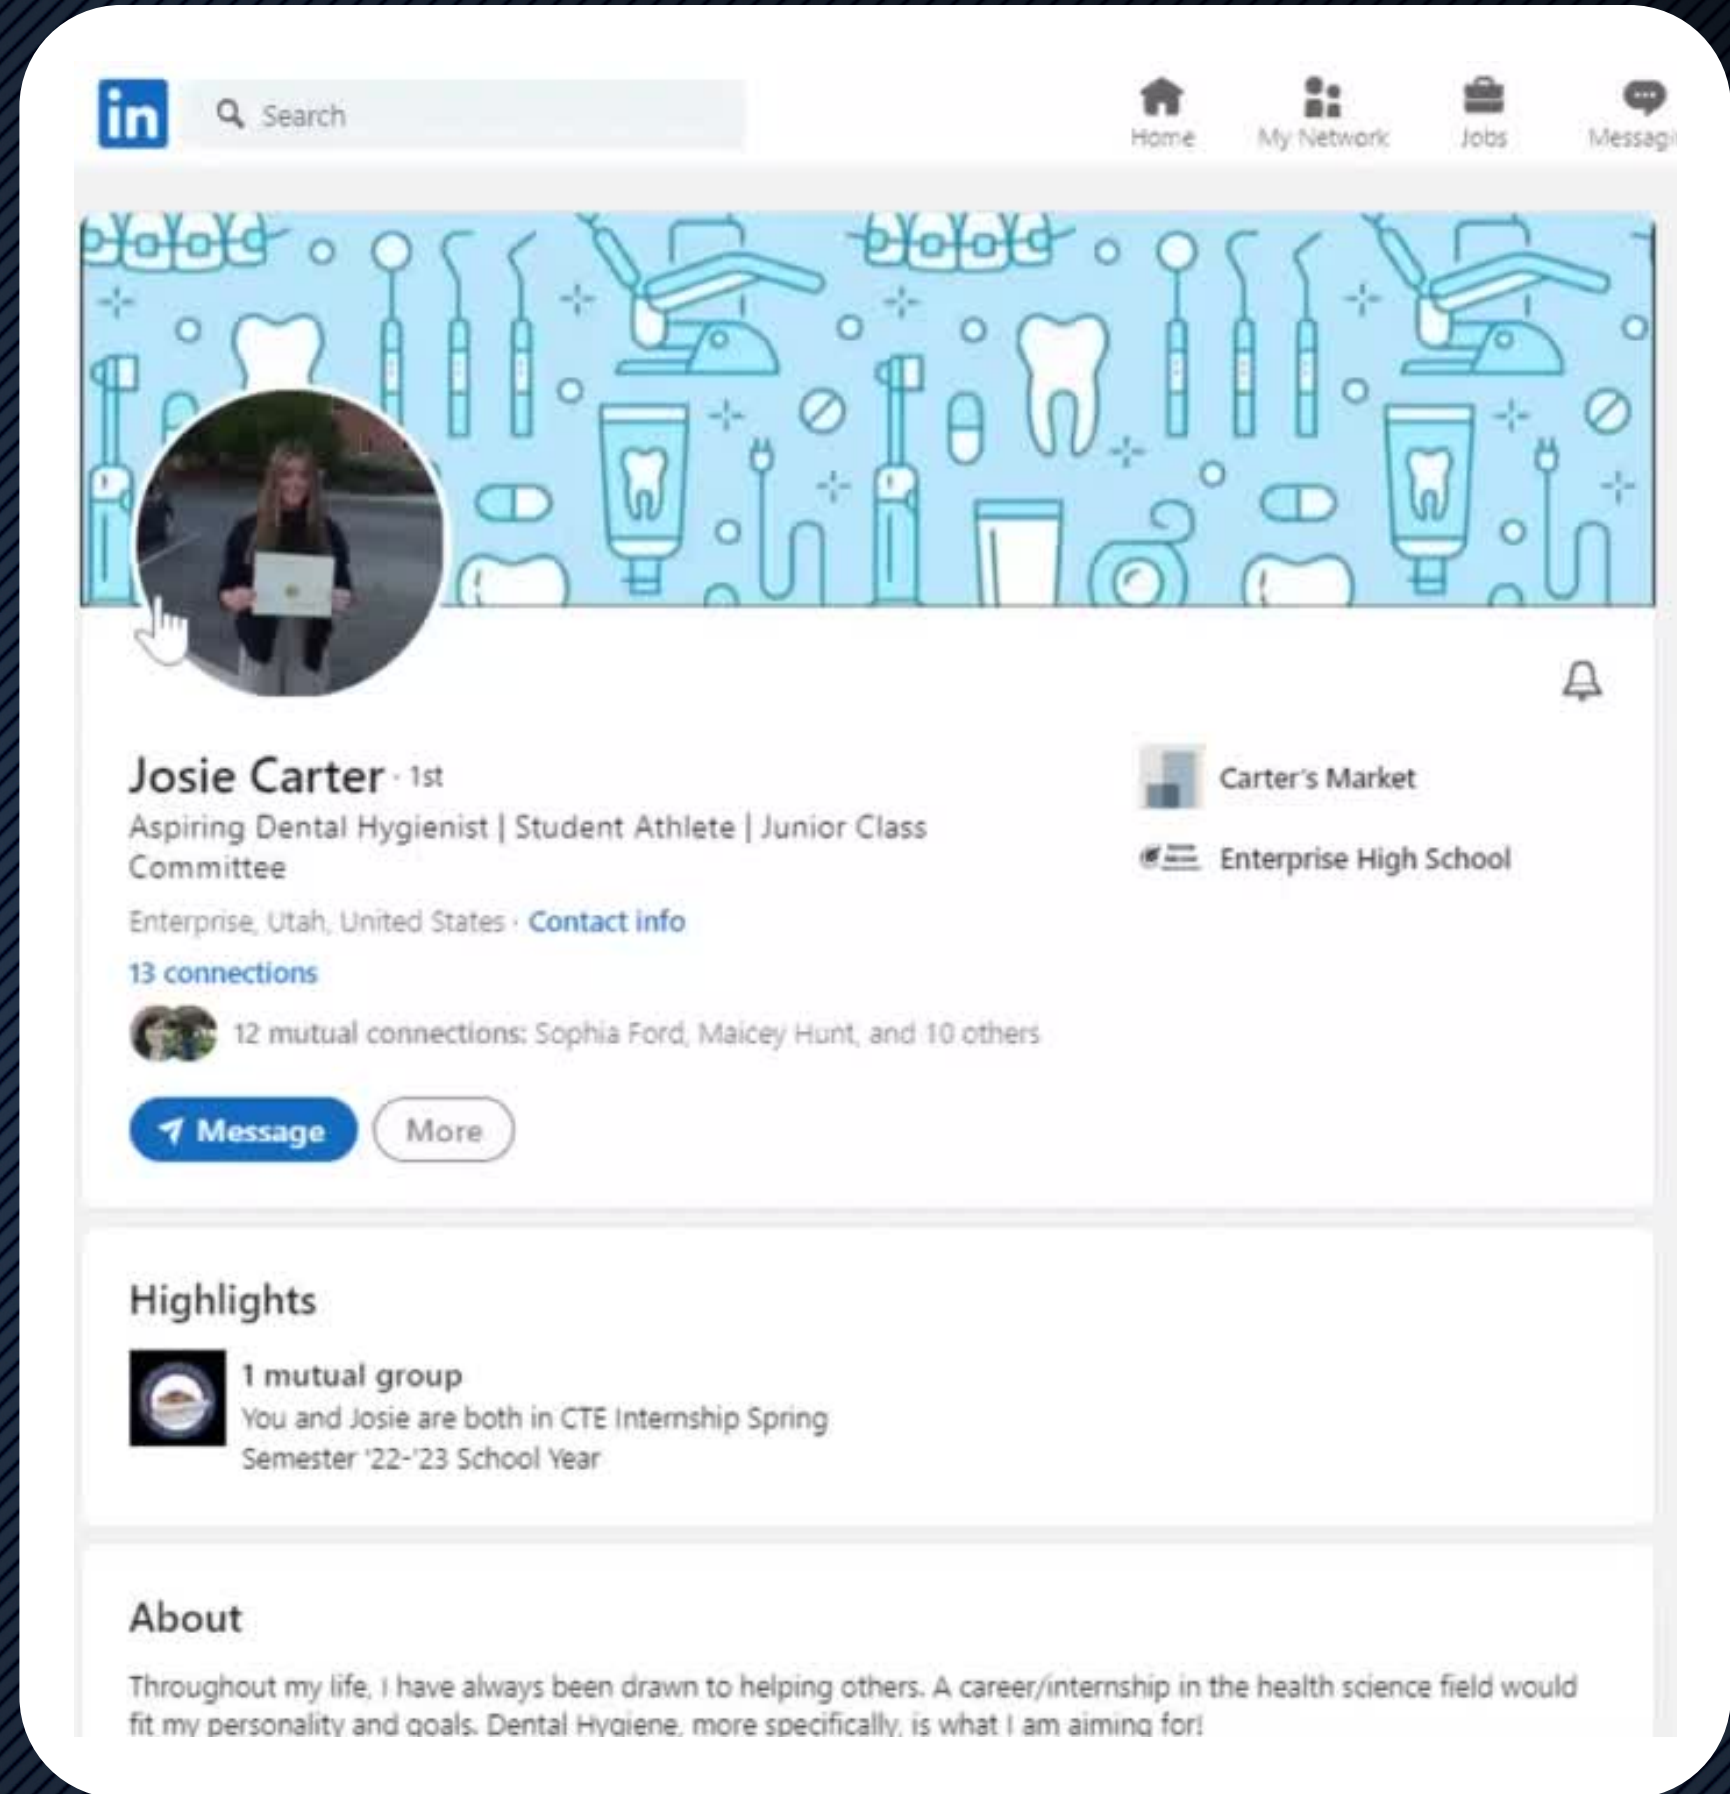 in
Search
Home
My Network
Jobs
Messagi
Josie Carter · 1st
Aspiring Dental Hygienist | Student Athlete | Junior Class
Committee
Enterprise, Utah, United States · Contact info
13 connections
12 mutual connections: Sophia Ford, Maicey Hunt, and 10 others
Message
More
Carter's Market
Enterprise High School
Highlights
1 mutual group
You and Josie are both in CTE Internship Spring
Semester '22-'23 School Year
About
Throughout my life, I have always been drawn to helping others. A career/internship in the health science field would
fit my personality and goals. Dental Hygiene, more specifically, is what I am aiming for!